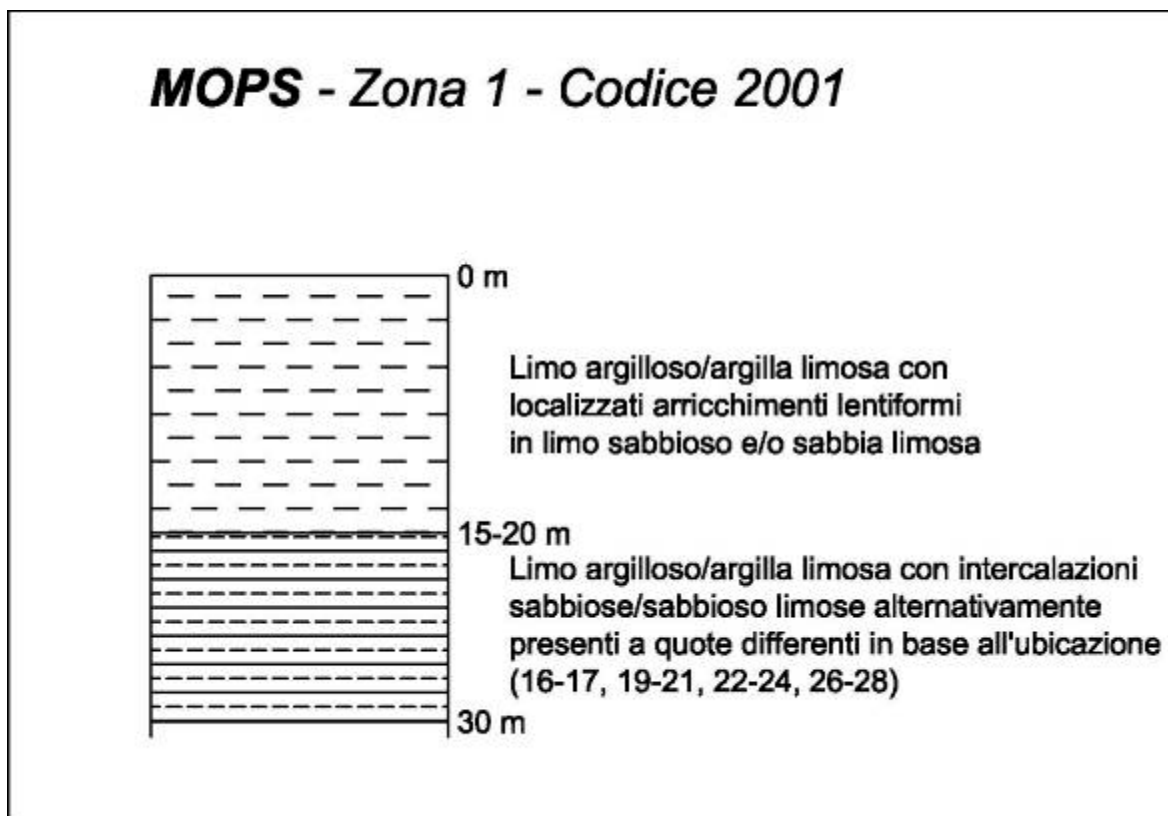 MOPS - Zona 1 - Codice 2001
0 m
Limo argilloso/argilla limosa con
localizzati arricchimenti lentiformi
in limo sabbioso e/o sabbia limosa
15-20 m
Limo argilloso/argilla limosa con intercalazioni
sabbiose/sabbioso limose alternativamente
presenti a quote differenti in base all'ubicazione
(16-17, 19-21, 22-24, 26-28)
30 m